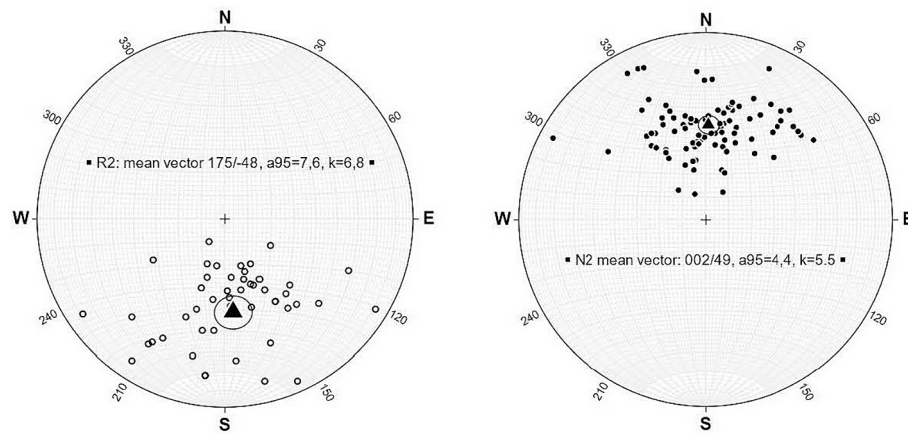 N
330
30
300
60
▪ R2: mean vector 175/-48, a95=7,6, k=6,8 ▪
W
E
240
120
210
150
S
N
330
30
300
60
W
E
▪ N2 mean vector: 002/49, a95=4,4, k=5.5 ▪
240
120
210
150
S